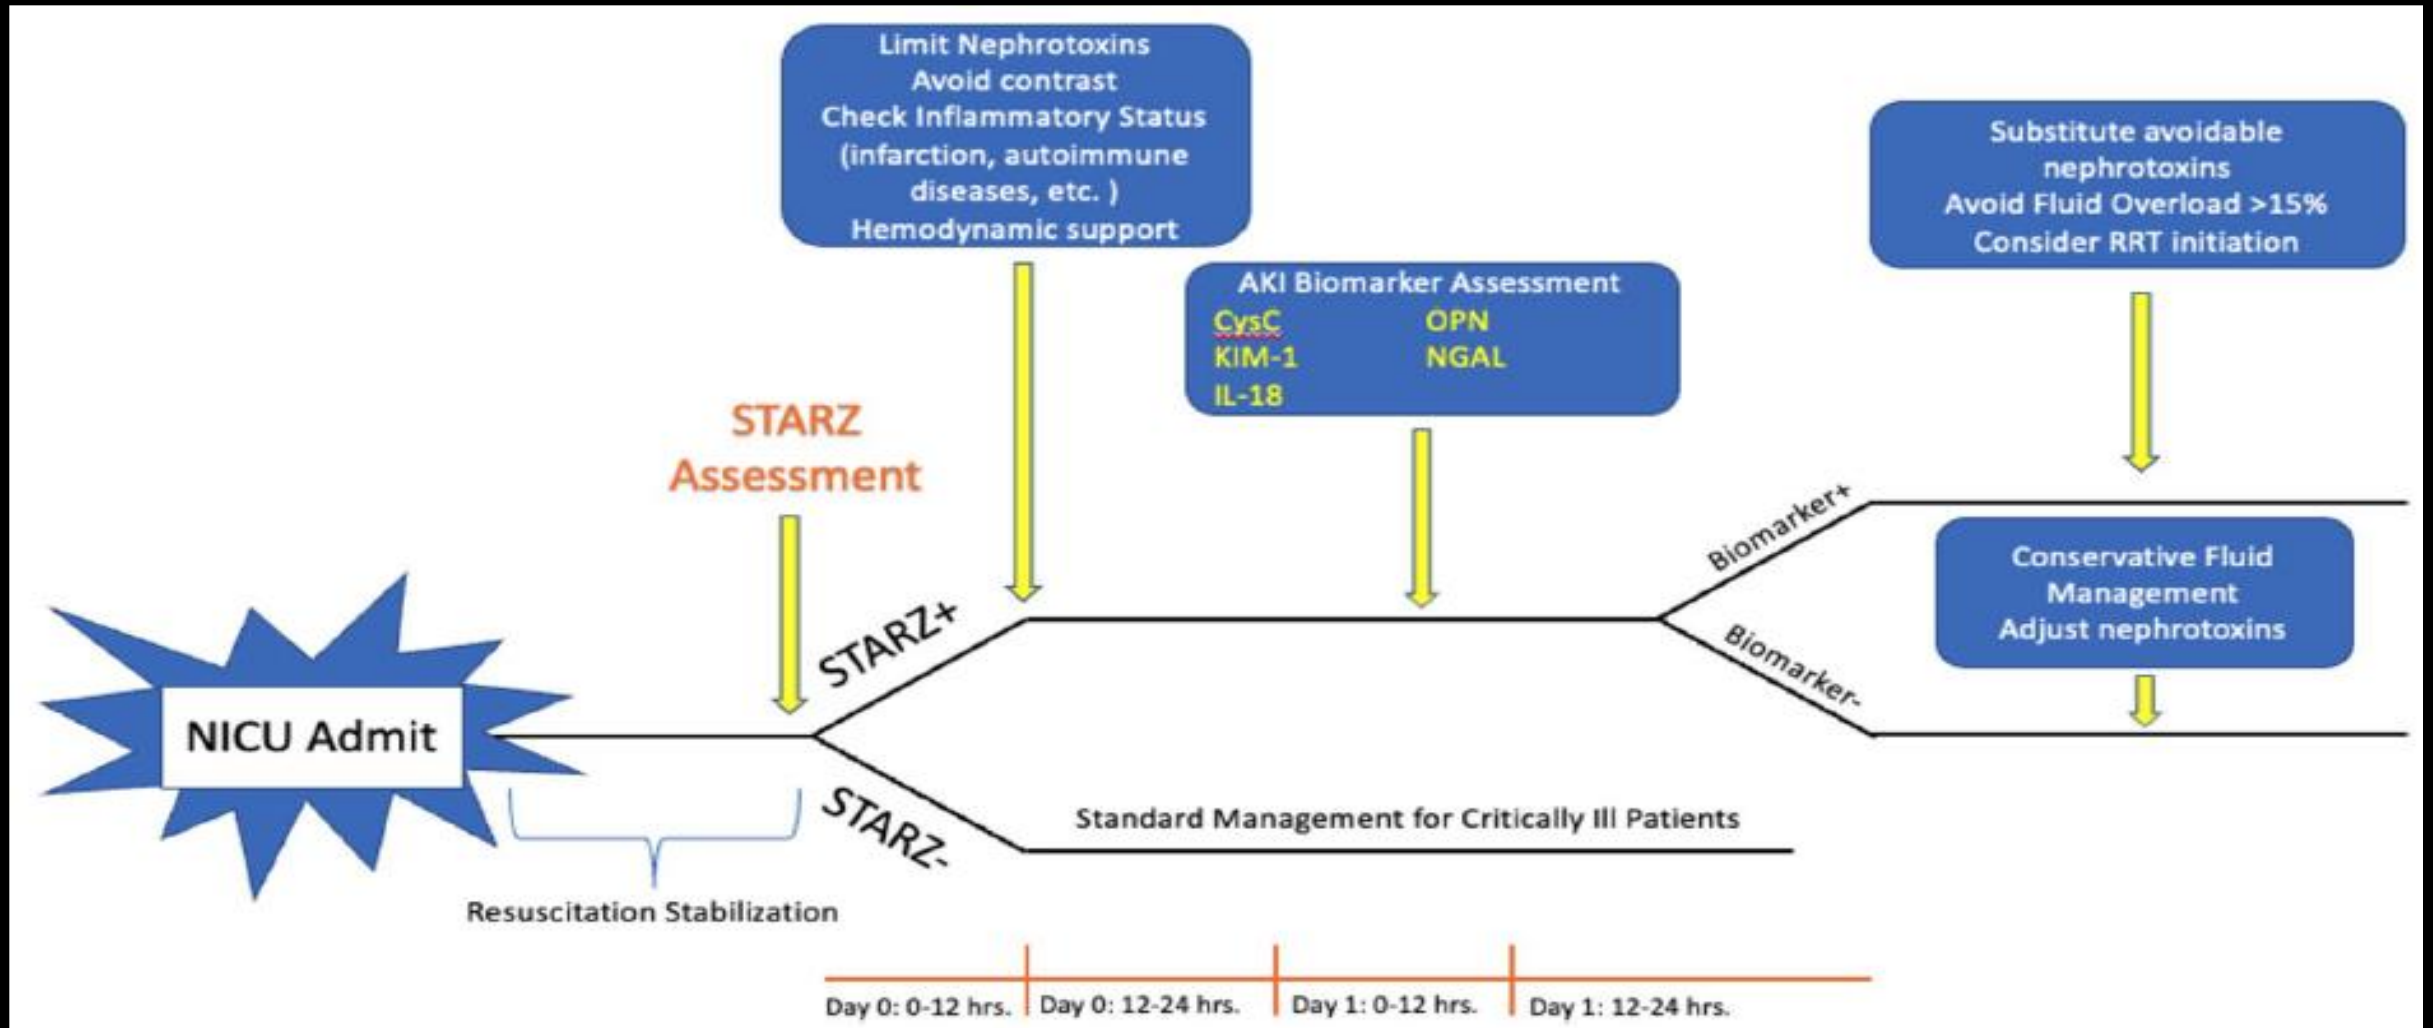 Limit Nephrotoxins
Avoid contrast
Check Inflammatory Status
(infarction, autoimmune
diseases, etc. )
Hemodynamic support
Substitute avoidable
nephrotoxins
Avoid Fluid Overload >15%
Consider RRT initiation
AKI Biomarker Assessment
CysC OPN
KIM-1 NGAL
IL-18
STARZ
Assessment
Biomarker+
Conservative Fluid
Management
Adjust nephrotoxins
STARZ+
Biomarker-
NICU Admit
STARZ-
Standard Management for Critically Ill Patients
Resuscitation Stabilization
Day 0: 0-12 hrs. Day 0: 12-24 hrs. Day 1: 0-12 hrs. Day 1: 12-24 hrs.